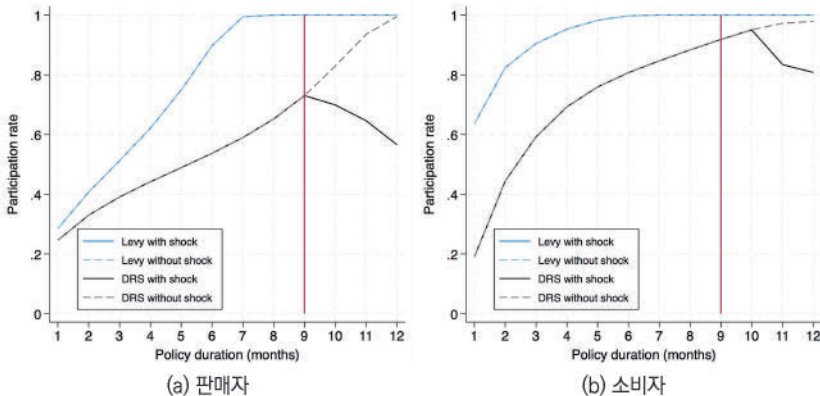 1
.8
.6
.4
.2
0
Participation rate
Levy with shock
Levy without shock
DRS with shock
DRS without shock
1 2 3 4 5 6 7 8 9 10 11 12
Policy duration (months)
(a) 판매자
1
.8
.6
.4
.2
0
Participation rate
Levy with shock
Levy without shock
DRS with shock
DRS without shock
1 2 3 4 5 6 7 8 9 10 11 12
Policy duration (months)
(b) 소비자